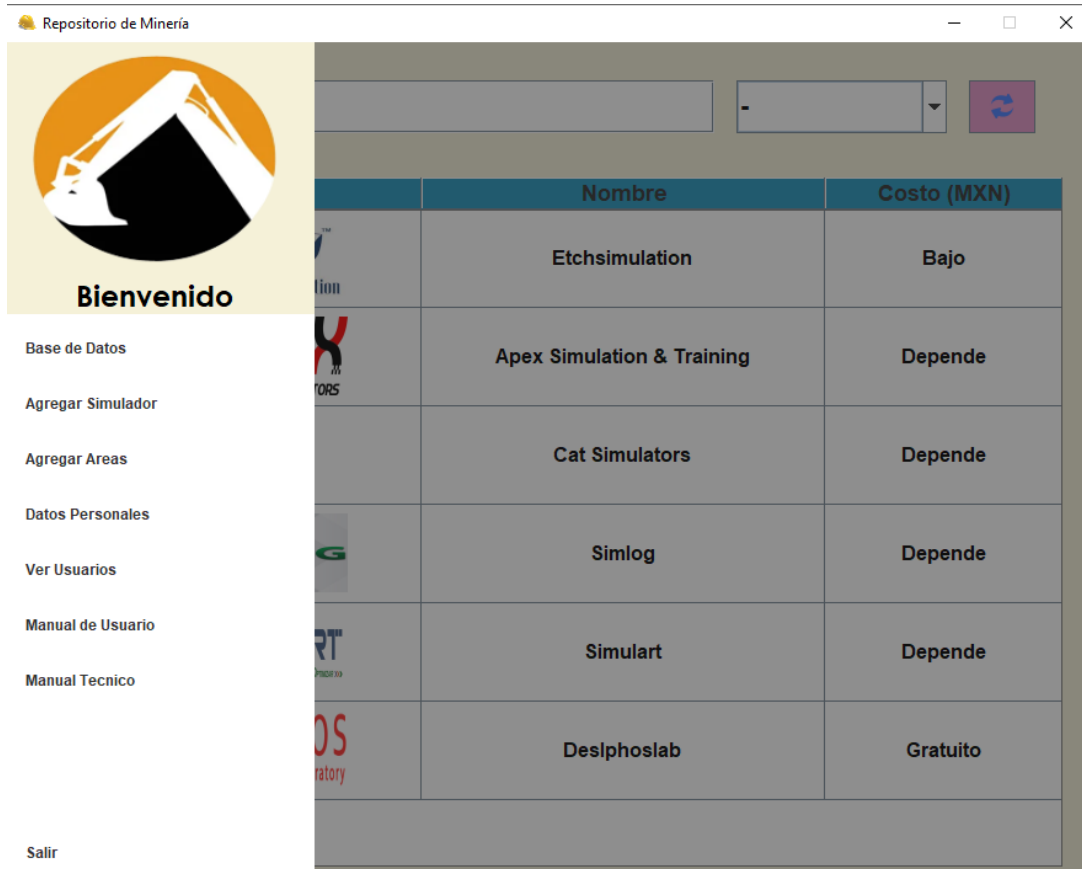 Repositorio de Minería
-
Bienvenido
Base de Datos
Agregar Simulador
Agregar Areas
Datos Personales
Ver Usuarios
Manual de Usuario
Manual Tecnico
Salir
Nombre
Costo (MXN)
Etchsimulation
Bajo
Apex Simulation & Training
Depende
Cat Simulators
Depende
Simlog
Depende
Simulart
Depende
Deslphoslab
Gratuito